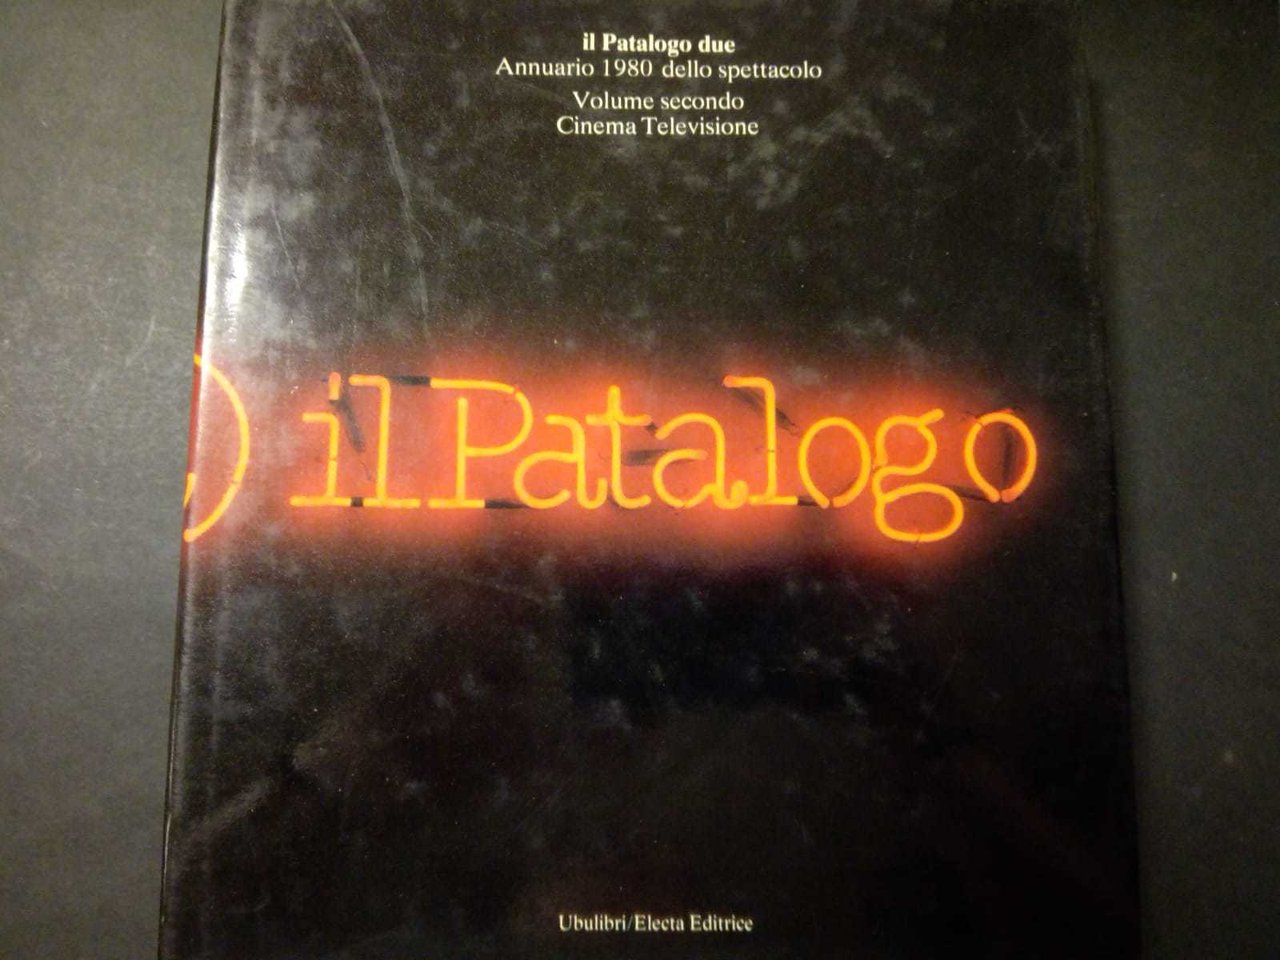 il Patalogo due
Annuario 1980 dello spettacolo
Volume secondo
Cinema Televisione
) il Patalogo
Ubulibri/Electa Editrice